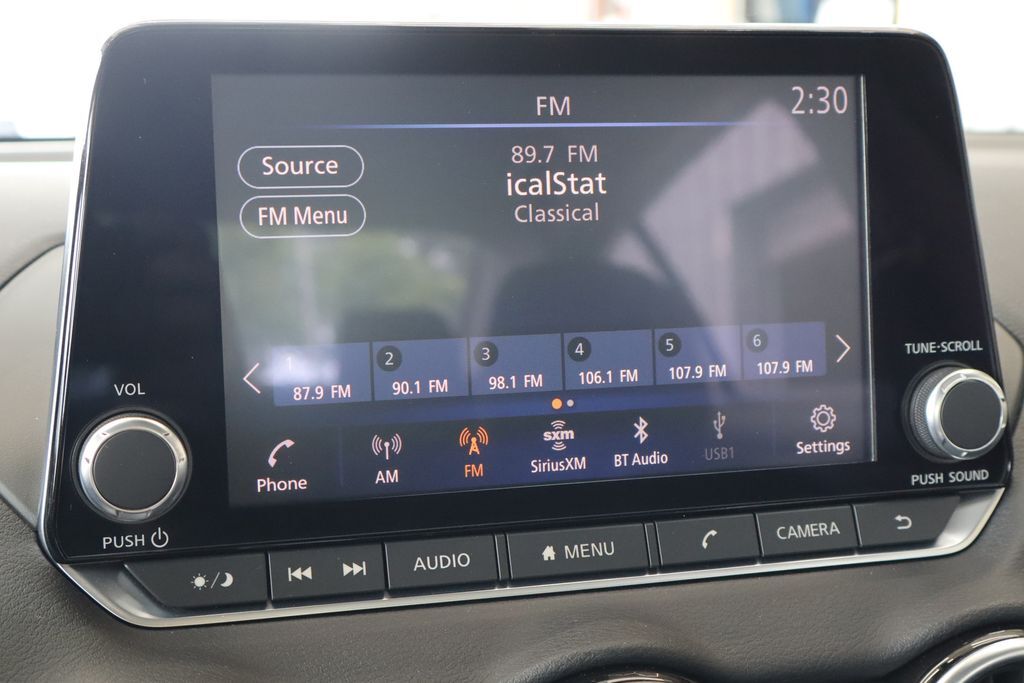 FM
2:30
Source
89.7 FM
icalStat
FM Menu
Classical
1
2
3
4
5
6
87.9 FM
90.1 FM
98.1 FM
106.1 FM
107.9 FM
107.9 FM
TUNE·SCROLL
VOL
Phone
AM
FM
sxm
SiriusXM
BT Audio
USB1
Settings
PUSH SOUND
PUSH
AUDIO
MENU
CAMERA